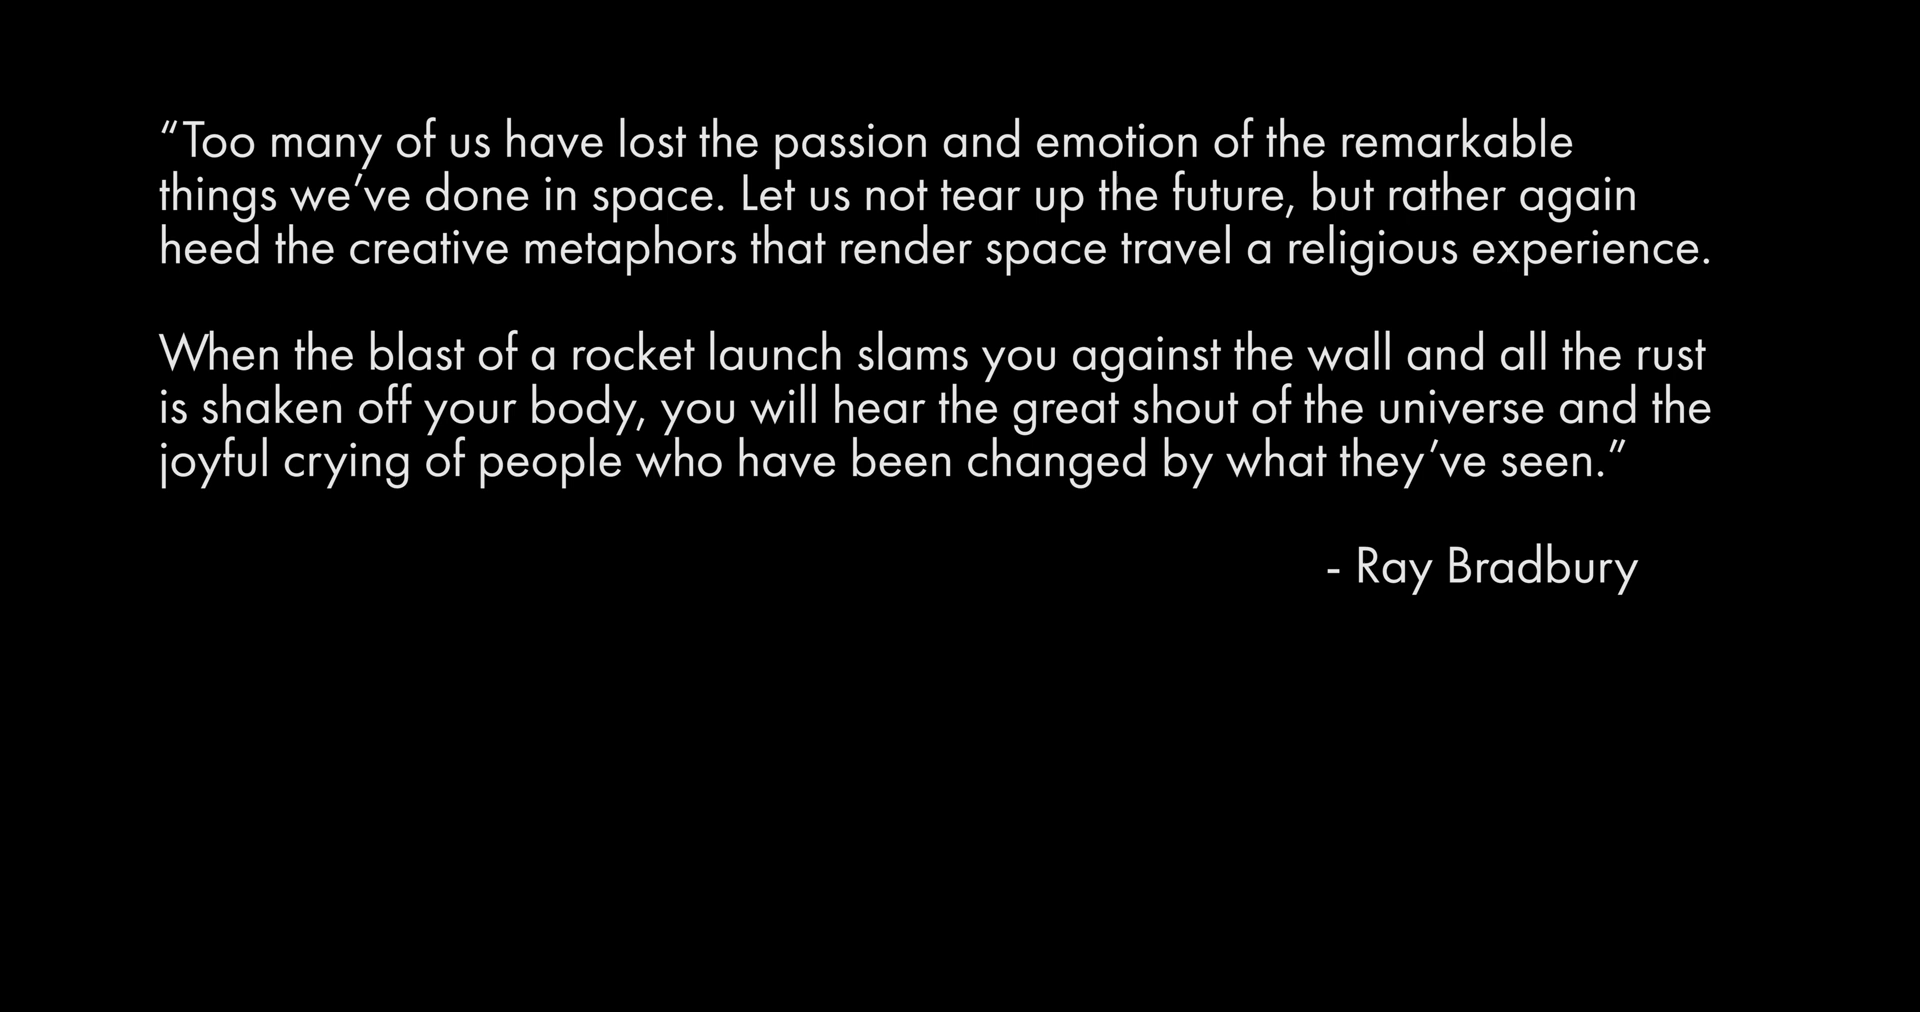 “Too many of us have lost the passion and emotion of the remarkable
things we’ve done in space. Let us not tear up the future, but rather again
heed the creative metaphors that render space travel a religious experience.
When the blast of a rocket launch slams you against the wall and all the rust
is shaken off your body, you will hear the great shout of the universe and the
joyful crying of people who have been changed by what they’ve seen.”
- Ray Bradbury